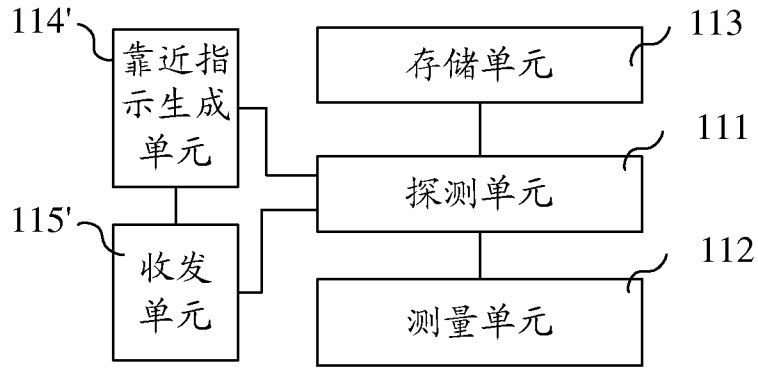 114'
靠近指
示生成
单元
113
存储单元
111
探测单元
115'
收发
单元
112
测量单元